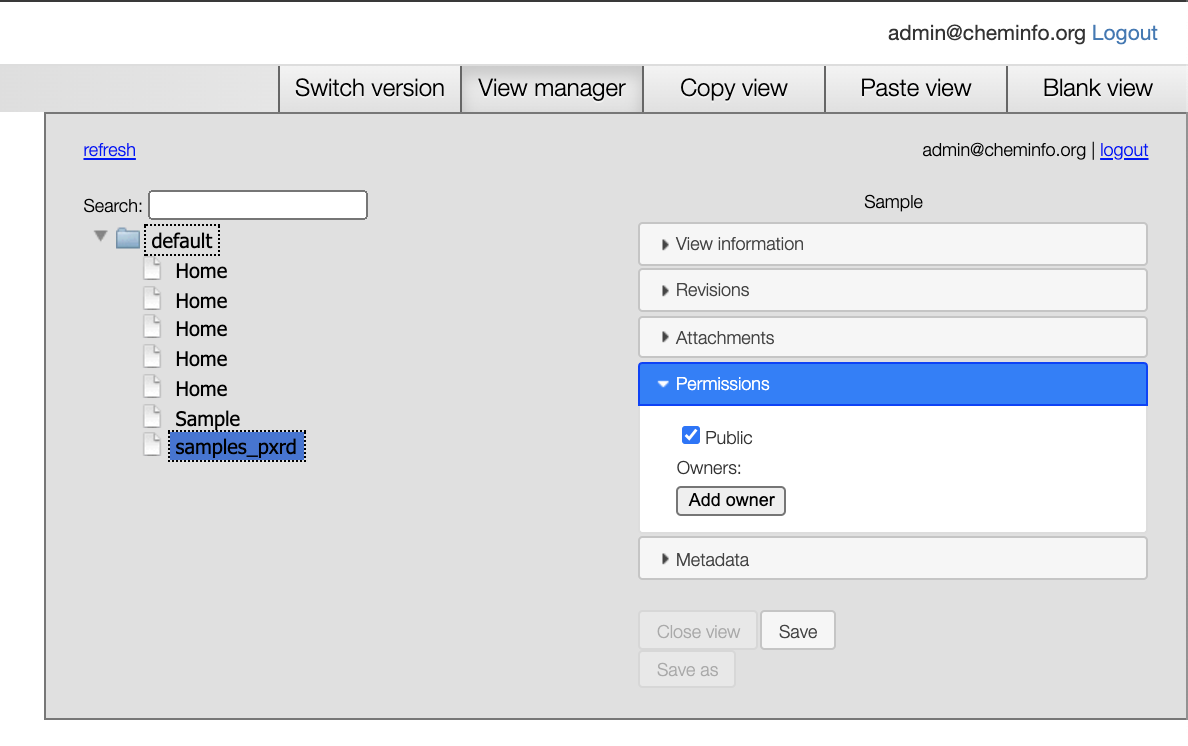 admin@cheminfo.org Logout
Switch version View manager Copy view Paste view Blank view
refresh
admin@cheminfo.org | logout
Search:
default
Home
Home
Home
Home
Home
Sample
samples_pxrd
Sample
View information
Revisions
Attachments
Permissions
Public
Owners:
Add owner
Metadata
Close view Save
Save as